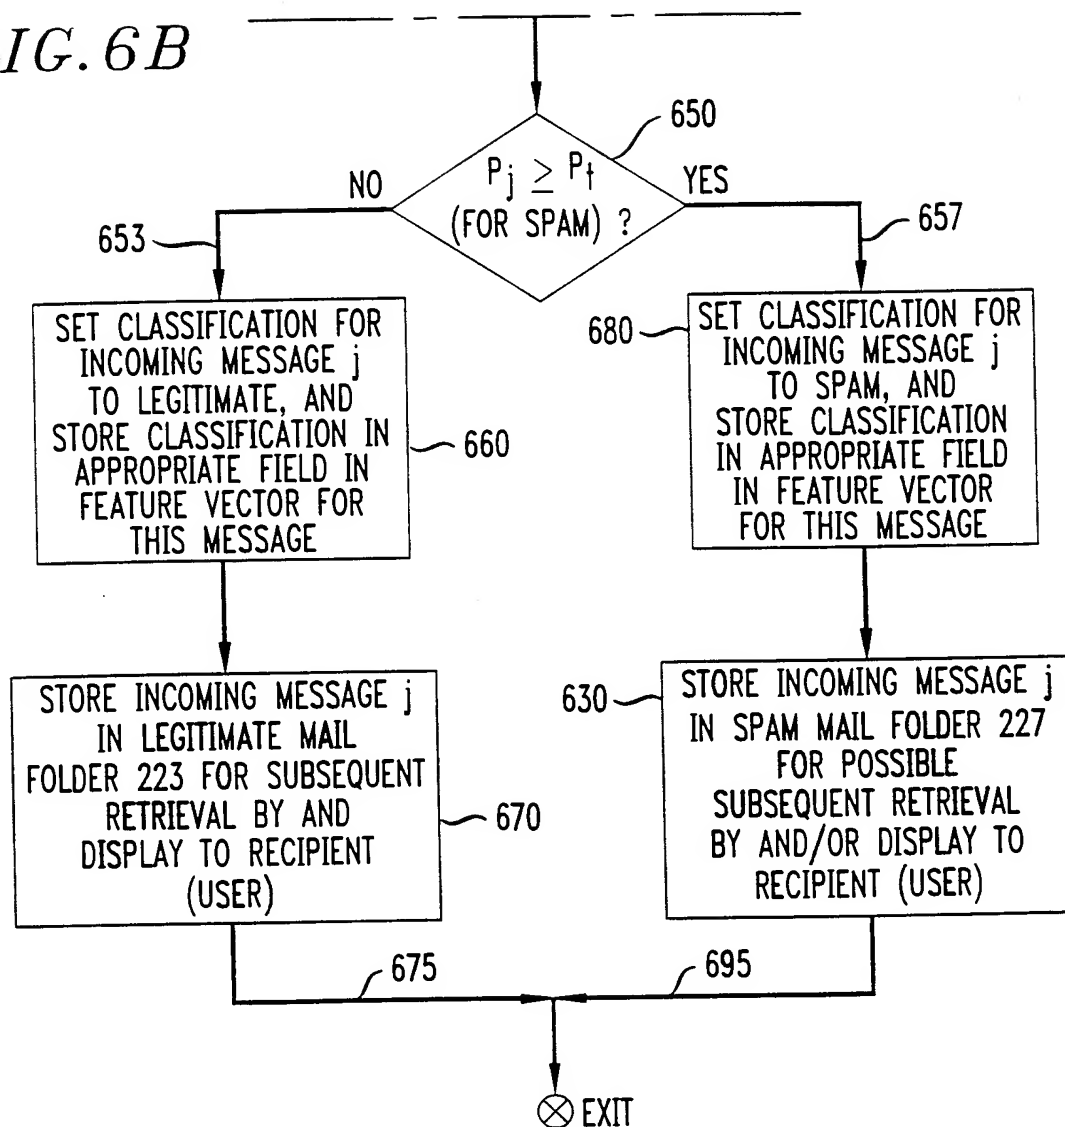 IG. 6B
650
P j ≥ P t
(FOR SPAM) ?
NO
YES
653
657
SET CLASSIFICATION FOR
INCOMING MESSAGE j
TO LEGITIMATE, AND
STORE CLASSIFICATION IN
APPROPRIATE FIELD IN
FEATURE VECTOR FOR
THIS MESSAGE
660
680
SET CLASSIFICATION FOR
INCOMING MESSAGE j
TO SPAM, AND
STORE CLASSIFICATION
IN APPROPRIATE FIELD
IN FEATURE VECTOR
FOR THIS MESSAGE
STORE INCOMING MESSAGE j
IN LEGITIMATE MAIL
FOLDER 223 FOR SUBSEQUENT
RETRIEVAL BY AND
DISPLAY TO RECIPIENT
(USER)
670
630
STORE INCOMING MESSAGE j
IN SPAM MAIL FOLDER 227
FOR POSSIBLE
SUBSEQUENT RETRIEVAL
BY AND/OR DISPLAY TO
RECIPIENT (USER)
675
695
EXIT